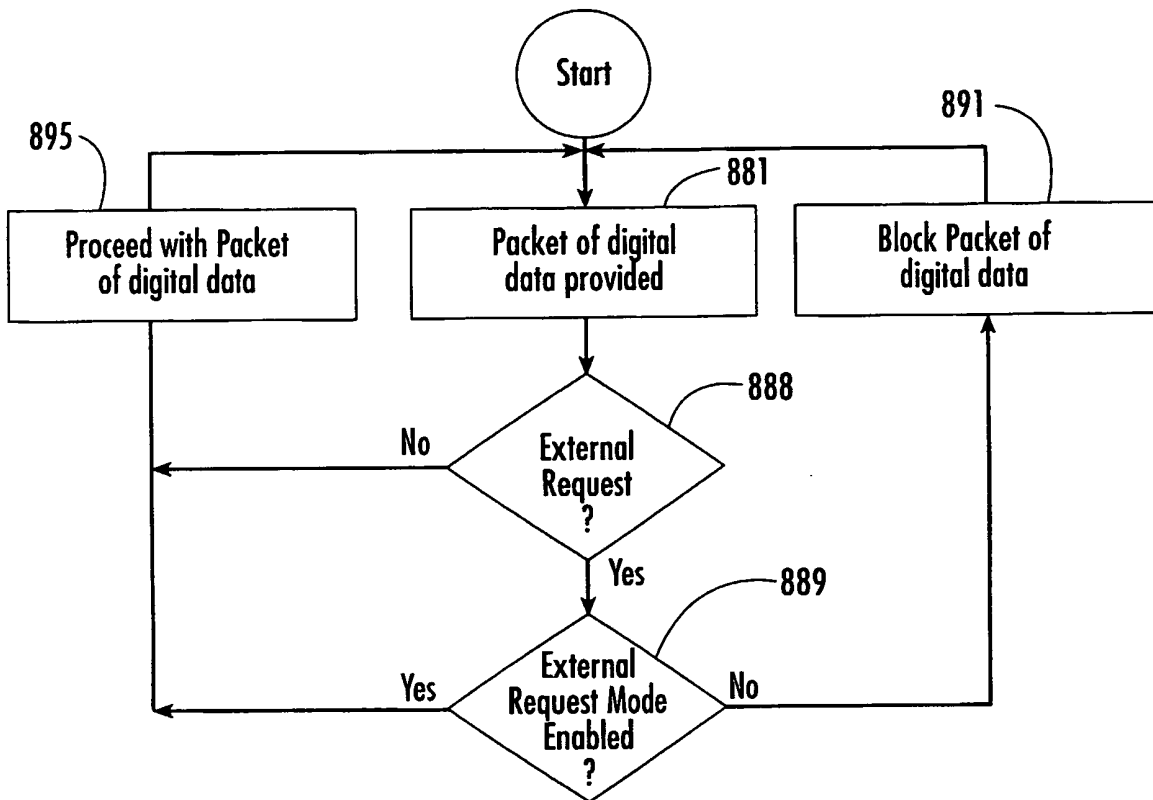 Start
895
881
891
Proceed with Packet
of digital data
Packet of digital
data provided
Block Packet of
digital data
888
No
External
Request
?
Yes
889
External
Request Mode
Enabled
?
Yes
No